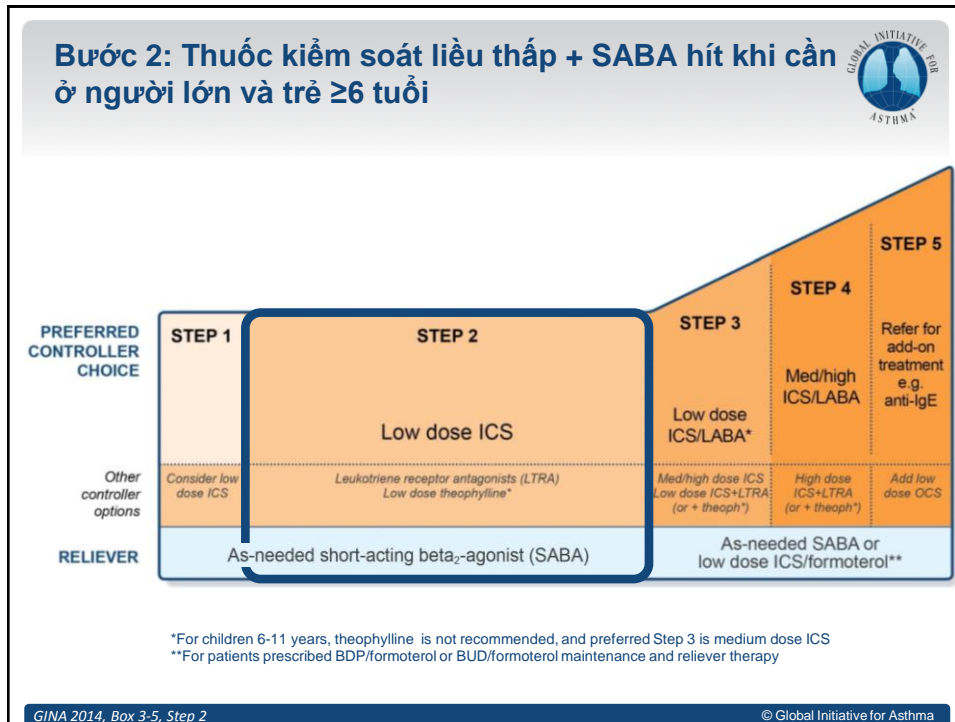 Bước 2: Thuốc kiểm soát liều thấp + SABA hít khi cần
ở người lớn và trẻ ≥6 tuổi
GLOBAL INITIATIVE FOR
ASTHMA
PREFERRED
CONTROLLER
CHOICE
STEP 1
STEP 2
Low dose ICS
STEP 3
Low dose
ICS/LABA*
STEP 4
Med/high
ICS/LABA
STEP 5
Refer for
add-on
treatment
e.g.
anti-IgE
Other
controller
options
Consider low
dose ICS
Leukotriene receptor antagonists (LTRA)
Low dose theophylline*
Med/high dose ICS
Low dose ICS+LTRA
(or + theoph*)
High dose
ICS+LTRA
(or + theoph*)
Add low
dose OCS
RELIEVER
As-needed short-acting beta₂-agonist (SABA)
As-needed SABA or
low dose ICS/formoterol**
*For children 6-11 years, theophylline is not recommended, and preferred Step 3 is medium dose ICS
**For patients prescribed BDP/formoterol or BUD/formoterol maintenance and reliever therapy
GINA 2014, Box 3-5, Step 2
© Global Initiative for Asthma